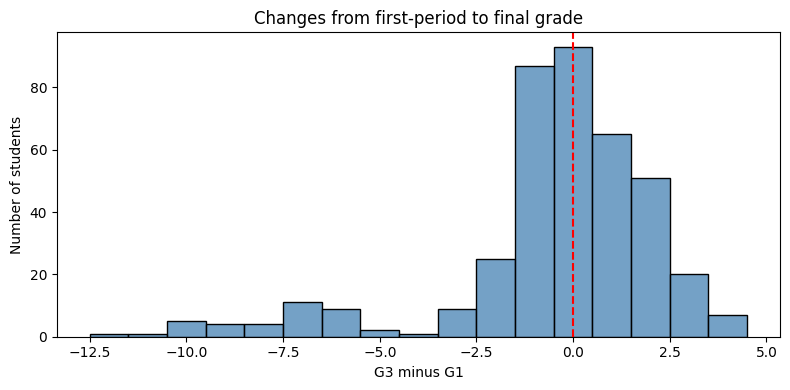 Changes from first-period to final grade
Number of students
80
60
40
20
0
−12.5 −10.0 −7.5 −5.0 −2.5 0.0 2.5 5.0
G3 minus G1